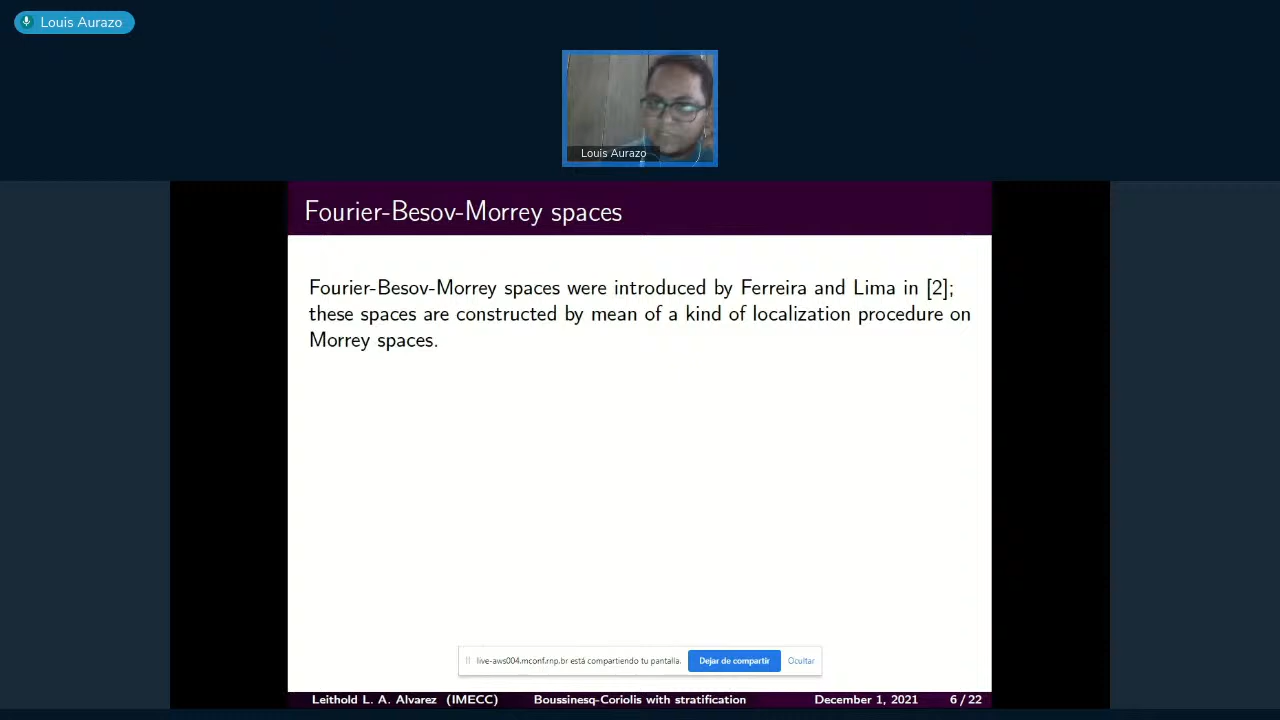 Louis Aurazo
Louis Aurazo
Fourier-Besov-Morrey spaces
Fourier-Besov-Morrey spaces were introduced by Ferreira and Lima in [2];
these spaces are constructed by mean of a kind of localization procedure on
Morrey spaces.
live-aws004.mconf.rnp.br está compartiendo tu pantalla. Dejar de compartir Ocultar
Leithold L. A. Alvarez (IMECC) Boussinesq-Coriolis with stratification December 1, 2021 6 / 22